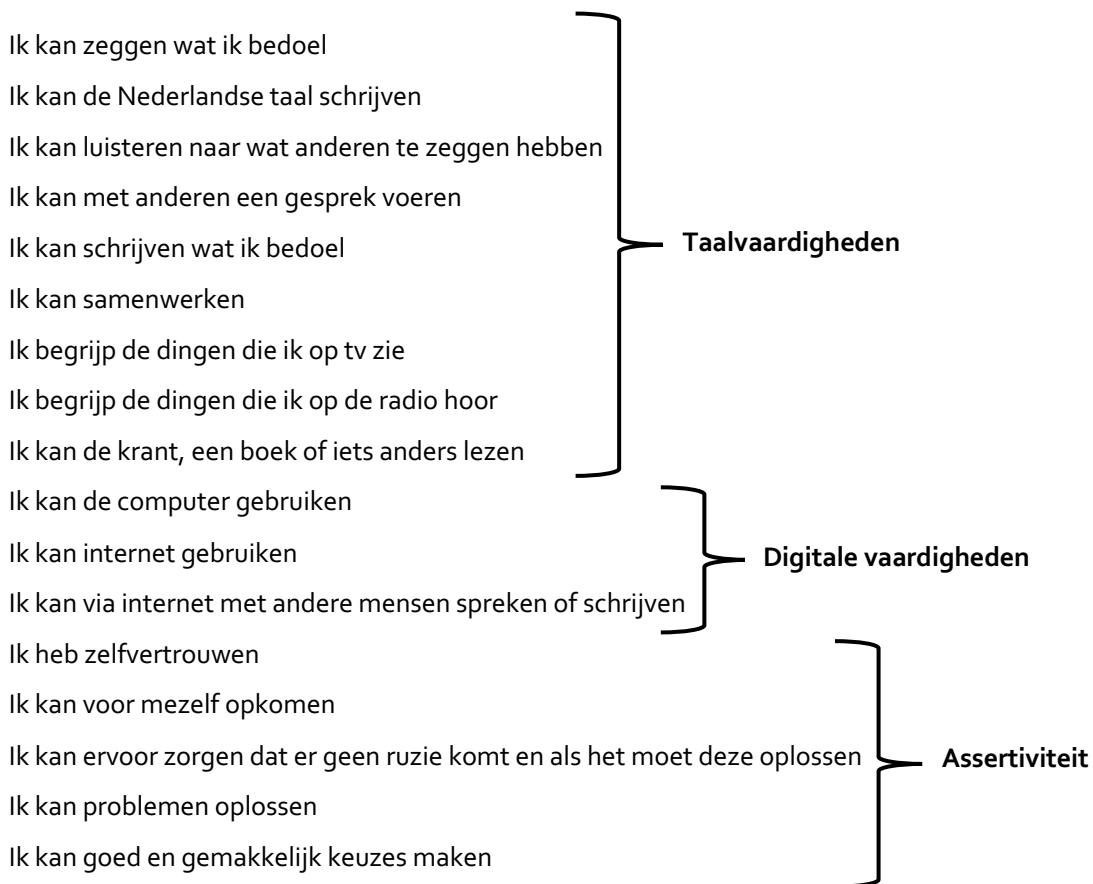 Ik kan zeggen wat ik bedoel
Ik kan de Nederlandse taal schrijven
Ik kan luisteren naar wat anderen te zeggen hebben
Ik kan met anderen een gesprek voeren
Ik kan schrijven wat ik bedoel
Ik kan samenwerken
Ik begrijp de dingen die ik op tv zie
Ik begrijp de dingen die ik op de radio hoor
Ik kan de krant, een boek of iets anders lezen
Taalvaardigheden
Ik kan de computer gebruiken
Ik kan internet gebruiken
Ik kan via internet met andere mensen spreken of schrijven
Digitale vaardigheden
Ik heb zelfvertrouwen
Ik kan voor mezelf opkomen
Ik kan ervoor zorgen dat er geen ruzie komt en als het moet deze oplossen
Ik kan problemen oplossen
Ik kan goed en gemakkelijk keuzes maken
Assertiviteit